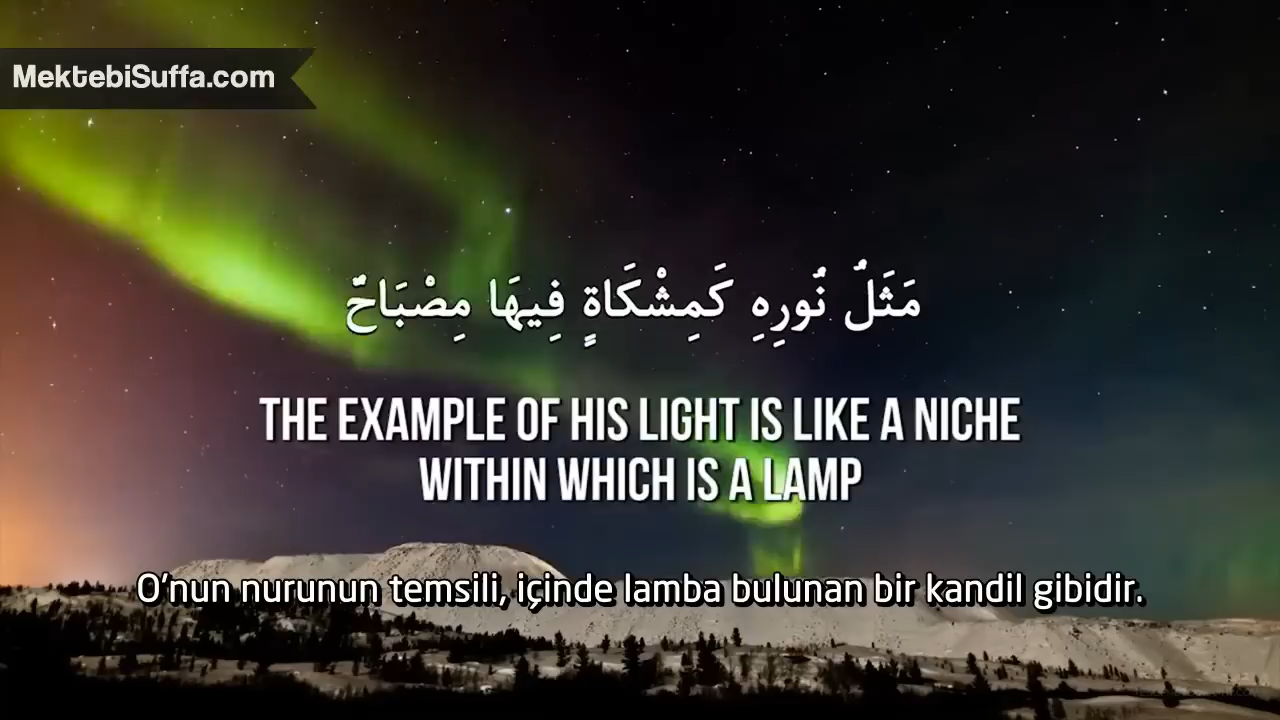 MektebiSuffa.com
مَثَلُ نُورِهِ كَمِشْكَاةٍ فِيهَا مِصْبَاحٌ
THE EXAMPLE OF HIS LIGHT IS LIKE A NICHE
WITHIN WHICH IS A LAMP
O'nun nurunun temsili, içinde lamba bulunan bir kandil gibidir.